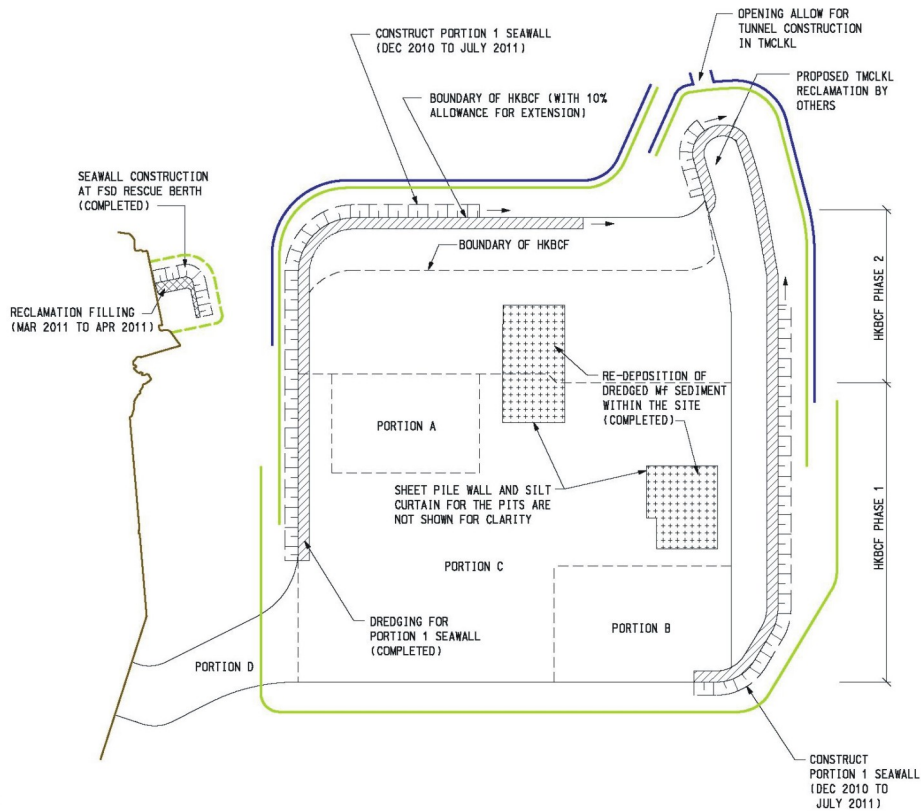 OPENING ALLOW FOR
TUNNEL CONSTRUCTION
IN TMCLKL
CONSTRUCT PORTION 1 SEAWALL
(DEC 2010 TO JULY 2011)
PROPOSED TMCLKL
RECLAMATION BY
OTHERS
BOUNDARY OF HKBCF (WITH 10%
ALLOWANCE FOR EXTENSION)
SEAWALL CONSTRUCTION
AT FSD RESCUE BERTH
(COMPLETED)
BOUNDARY OF HKBCF
RECLAMATION FILLING
(MAR 2011 TO APR 2011)
HKBCF PHASE 2
RE-DEPOSITION OF
DREDGED Mf SEDIMENT
WITHIN THE SITE
(COMPLETED)
PORTION A
SHEET PILE WALL AND SILT
CURTAIN FOR THE PITS ARE
NOT SHOWN FOR CLARITY
HKBCF PHASE 1
PORTION C
DREDGING FOR
PORTION 1 SEAWALL
(COMPLETED)
PORTION B
PORTION D
CONSTRUCT
PORTION 1 SEAWALL
(DEC 2010 TO
JULY 2011)